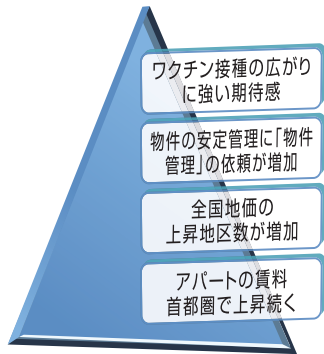 ワクチン接種の広がり
に強い期待感
物件の安定管理に「物件
管理」の依頼が増加
全国地価の
上昇地区数が増加
アパートの賃料
首都圏で上昇続く